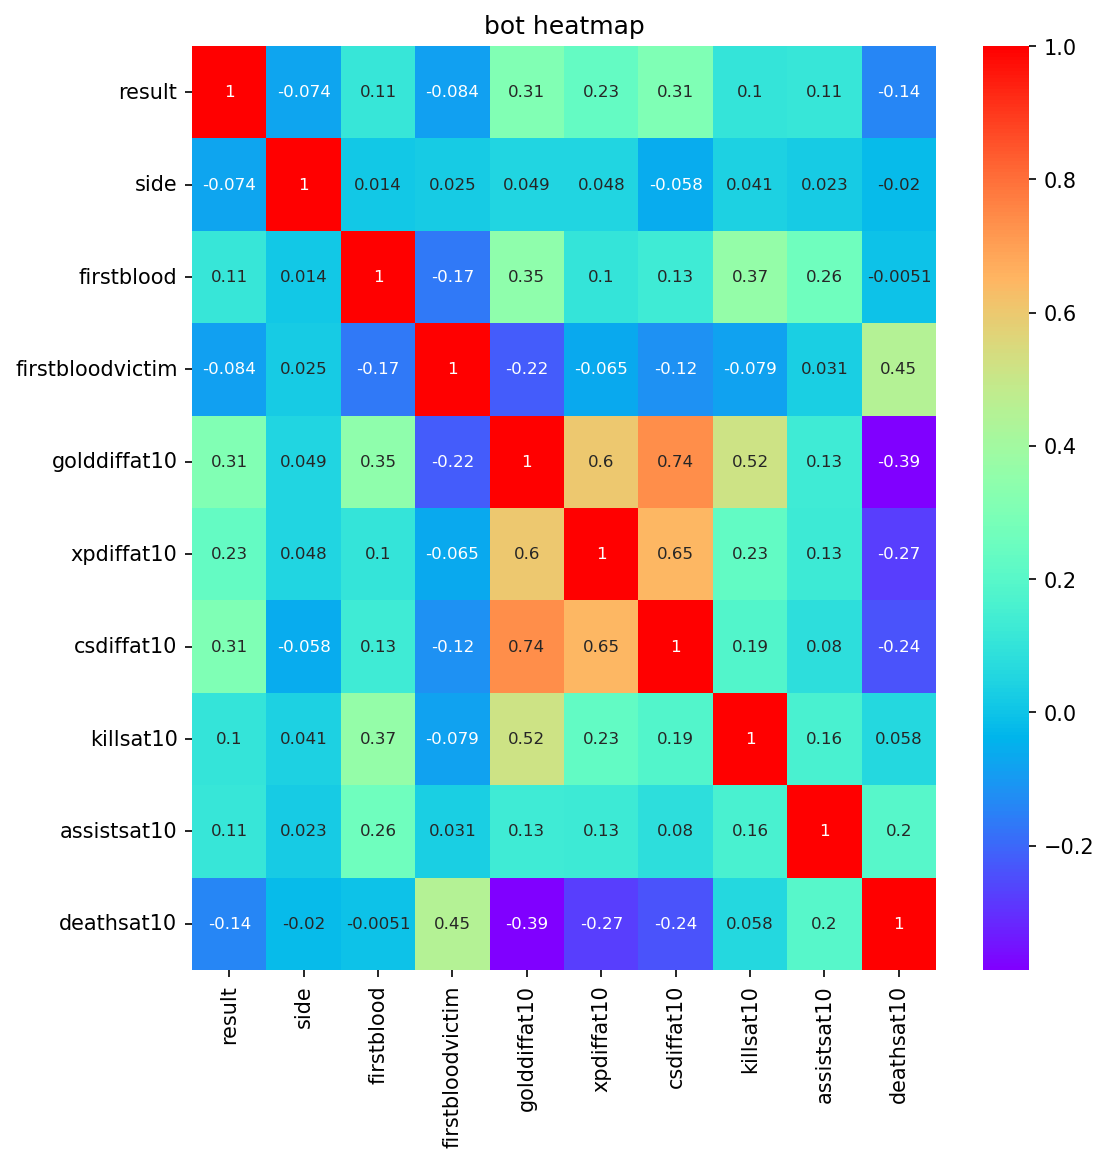 bot heatmap
result 1 -0.074 0.11 -0.084 0.31 0.23 0.31 0.1 0.11 -0.14
side -0.074 1 0.014 0.025 0.049 0.048 -0.058 0.041 0.023 -0.02
firstblood 0.11 0.014 1 -0.17 0.35 0.1 0.13 0.37 0.26 -0.0051
firstbloodvictim -0.084 0.025 -0.17 1 -0.22 -0.065 -0.12 -0.079 0.031 0.45
golddiffat10 0.31 0.049 0.35 -0.22 1 0.6 0.74 0.52 0.13 -0.39
xpdiffat10 0.23 0.048 0.1 -0.065 0.6 1 0.65 0.23 0.13 -0.27
csdiffat10 0.31 -0.058 0.13 -0.12 0.74 0.65 1 0.19 0.08 -0.24
killsat10 0.1 0.041 0.37 -0.079 0.52 0.23 0.19 1 0.16 0.058
assistsat10 0.11 0.023 0.26 0.031 0.13 0.13 0.08 0.16 1 0.2
deathsat10 -0.14 -0.02 -0.0051 0.45 -0.39 -0.27 -0.24 0.058 0.2 1
result
side
firstblood
firstbloodvictim
golddiffat10
xpdiffat10
csdiffat10
killsat10
assistsat10
deathsat10
1.0
0.8
0.6
0.4
0.2
0.0
−0.2